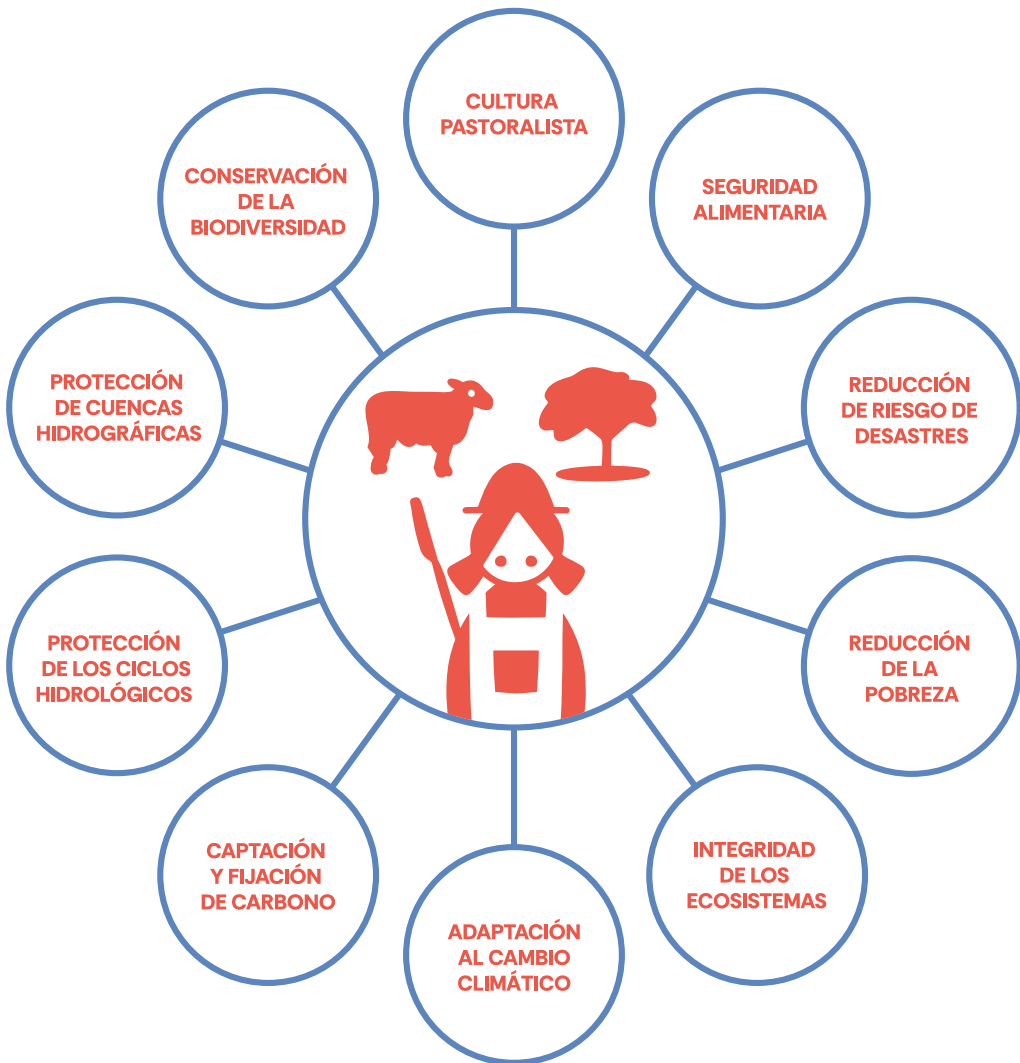 CULTURA
PASTORALISTA
SEGURIDAD
ALIMENTARIA
REDUCCIÓN
DE RIESGO DE
DESASTRES
REDUCCIÓN
DE LA
POBREZA
INTEGRIDAD
DE LOS
ECOSISTEMAS
ADAPTACIÓN
AL CAMBIO
CLIMÁTICO
CAPTACIÓN
Y FIJACIÓN
DE CARBONO
PROTECCIÓN
DE LOS CICLOS
HIDROLÓGICOS
PROTECCIÓN
DE CUENCAS
HIDROGRÁFICAS
CONSERVACIÓN
DE LA
BIODIVERSIDAD